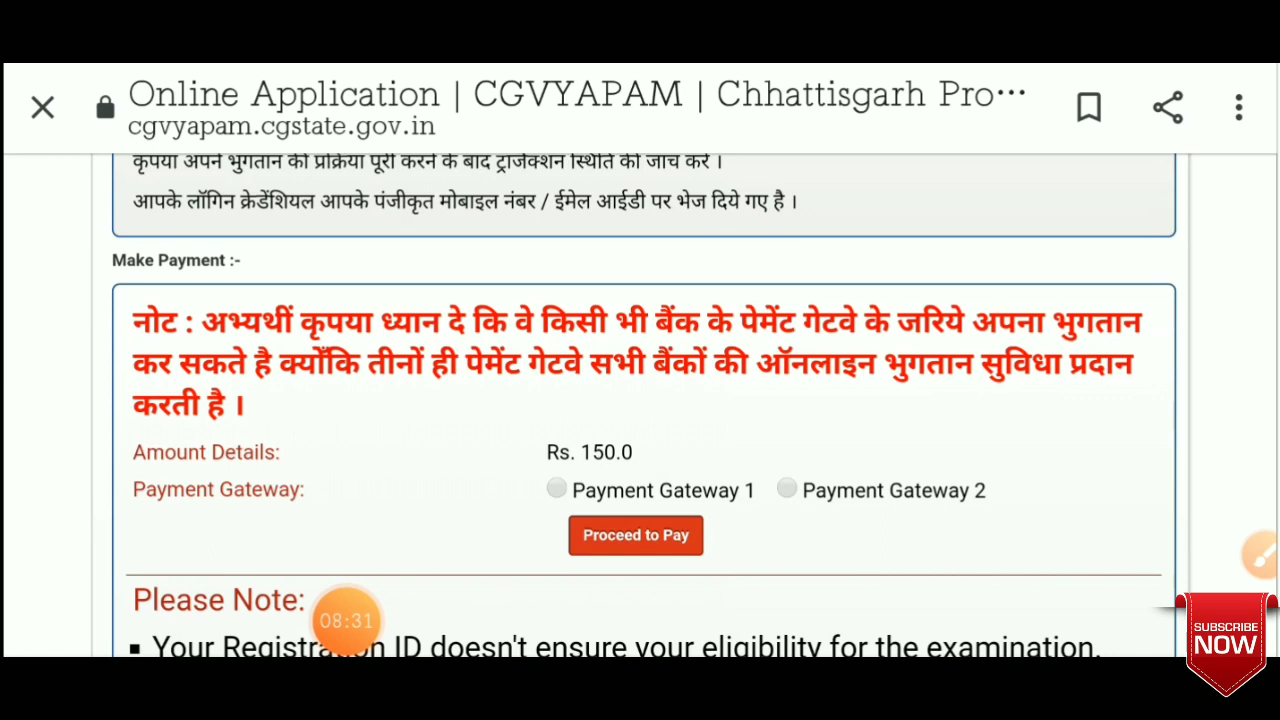 Online Application | CGVYAPAM | Chhattisgarh Pro···
cgvyapam.cgstate.gov.in
कृपया अपने भुगतान की प्रक्रिया पूरी करने के बाद ट्रांजेक्शन स्थिति की जांच करें ।
आपके लॉगिन क्रेडेंशियल आपके पंजीकृत मोबाइल नंबर / ईमेल आईडी पर भेज दिये गए है ।
Make Payment :-
नोट : अभ्यर्थी कृपया ध्यान दे कि वे किसी भी बैंक के पेमेंट गेटवे के जरिये अपना भुगतान
कर सकते है क्योँकि तीनों ही पेमेंट गेटवे सभी बैंकों की ऑनलाइन भुगतान सुविधा प्रदान
करती है ।
Amount Details: Rs. 150.0
Payment Gateway: Payment Gateway 1 Payment Gateway 2
Proceed to Pay
Please Note:
08:31
▪ Your Registration ID doesn't ensure your eligibility for the examination.
SUBSCRIBE
NOW